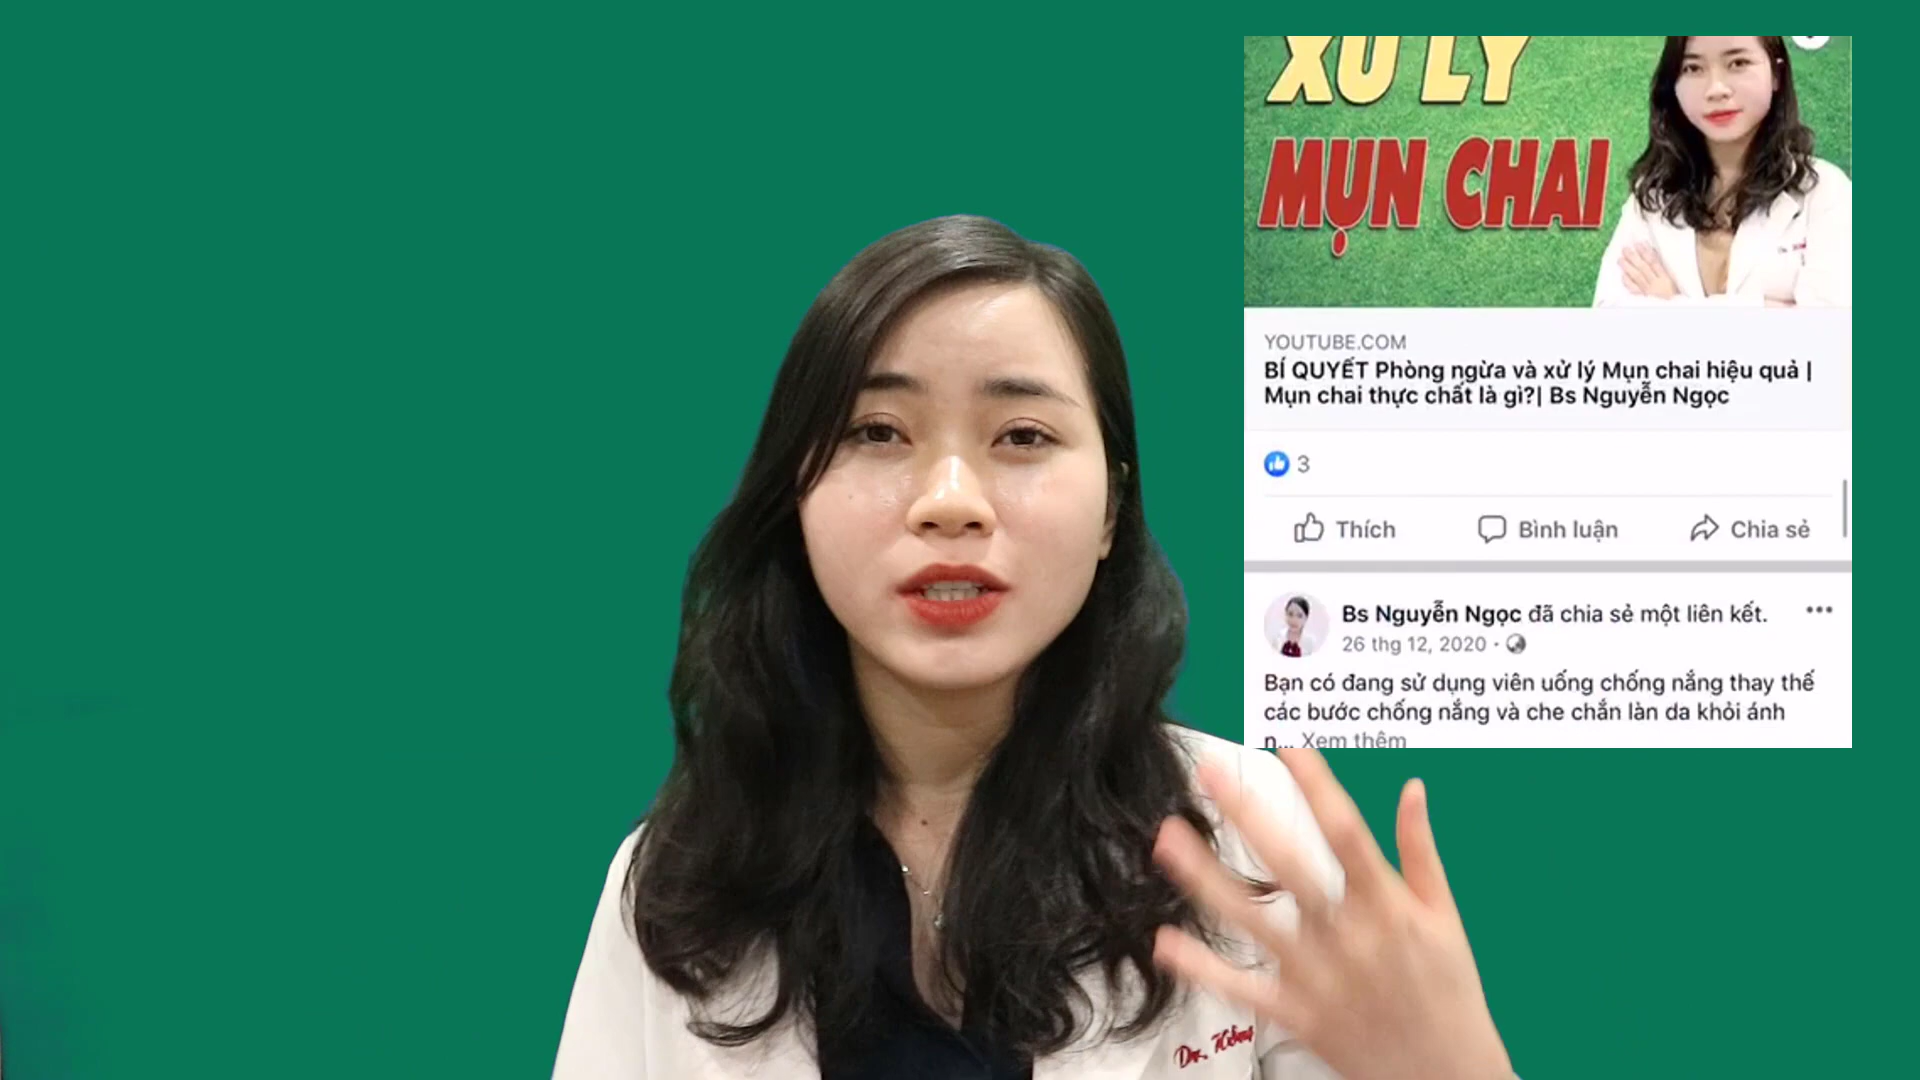 XỬ LÝ
MỤN CHAI
YOUTUBE.COM
BÍ QUYẾT Phòng ngừa và xử lý Mụn chai hiệu quả |
Mụn chai thực chất là gì?| Bs Nguyễn Ngọc
3
Thích
Bình luận
Chia sẻ
Bs Nguyễn Ngọc đã chia sẻ một liên kết.
26 thg 12, 2020
Bạn có đang sử dụng viên uống chống nắng thay thế
các bước chống nắng và che chắn làn da khỏi ánh
n... Xem thêm
Dr.